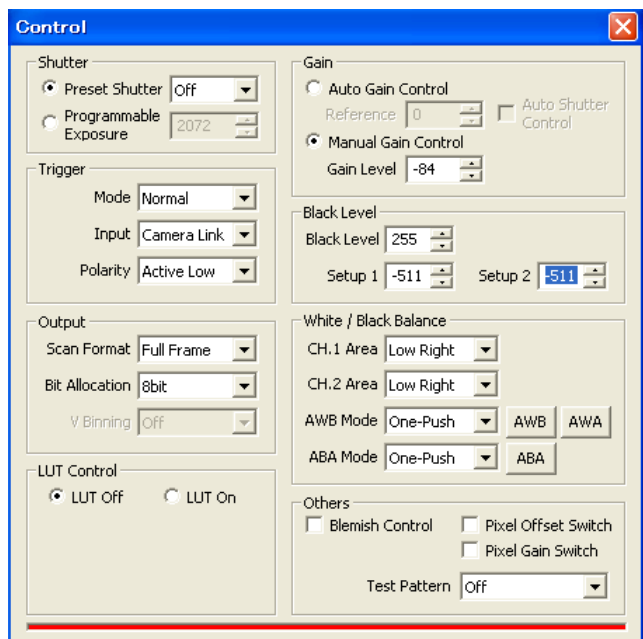 Control
Shutter
Preset Shutter Off
Programmable Exposure 2072
Trigger
Mode Normal
Input Camera Link
Polarity Active Low
Output
Scan Format Full Frame
Bit Allocation 8bit
V Binning Off
LUT Control
LUT Off LUT On
Gain
Auto Gain Control
Reference 0 Auto Shutter Control
Manual Gain Control
Gain Level -84
Black Level
Black Level 255
Setup 1 -511 Setup 2 -511
White / Black Balance
CH.1 Area Low Right
CH.2 Area Low Right
AWB Mode One-Push AWB AWA
ABA Mode One-Push ABA
Others
Blemish Control Pixel Offset Switch
Pixel Gain Switch
Test Pattern Off